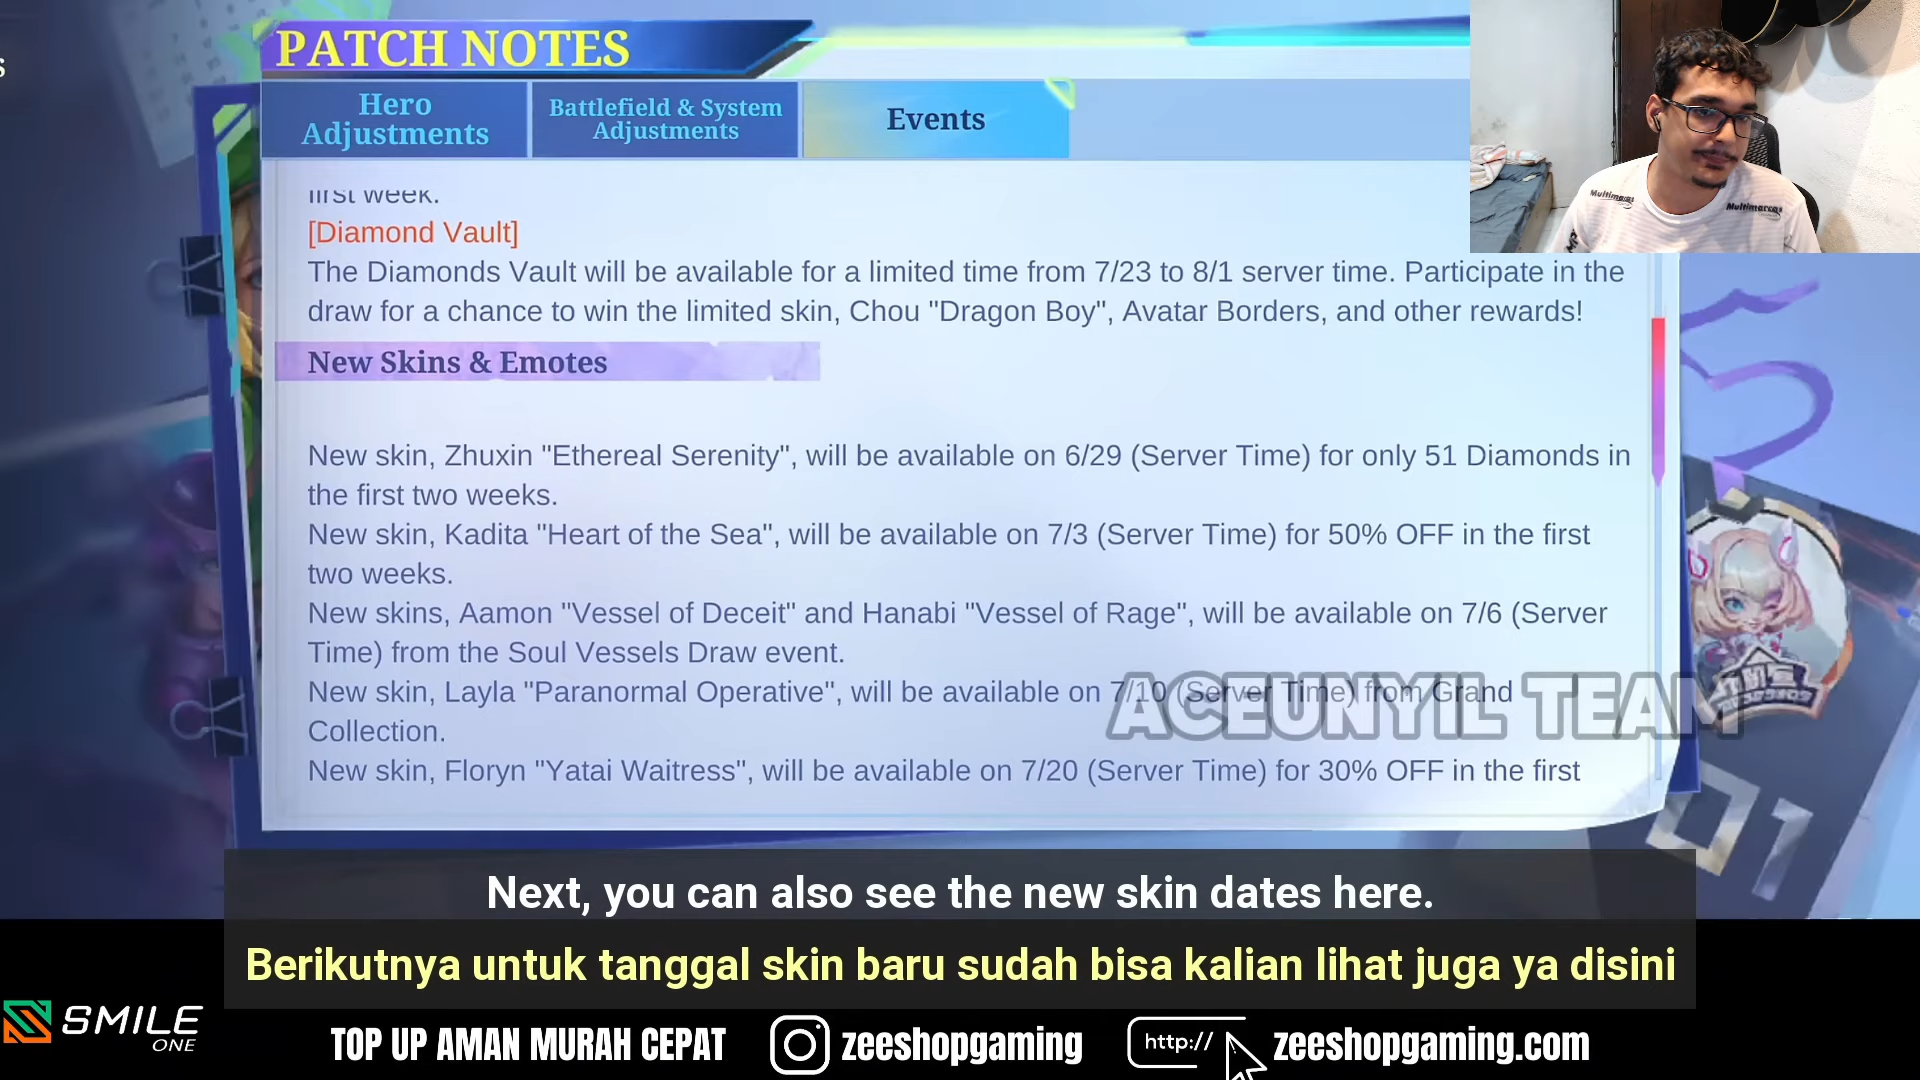 PATCH NOTES
Hero
Adjustments
Battlefield & System
Adjustments
Events
first week.
[Diamond Vault]
The Diamonds Vault will be available for a limited time from 7/23 to 8/1 server time. Participate in the
draw for a chance to win the limited skin, Chou "Dragon Boy", Avatar Borders, and other rewards!
New Skins & Emotes
New skin, Zhuxin "Ethereal Serenity", will be available on 6/29 (Server Time) for only 51 Diamonds in
the first two weeks.
New skin, Kadita "Heart of the Sea", will be available on 7/3 (Server Time) for 50% OFF in the first
two weeks.
New skins, Aamon "Vessel of Deceit" and Hanabi "Vessel of Rage", will be available on 7/6 (Server
Time) from the Soul Vessels Draw event.
New skin, Layla "Paranormal Operative", will be available on 7/10 (Server Time) from Grand
Collection.
New skin, Floryn "Yatai Waitress", will be available on 7/20 (Server Time) for 30% OFF in the first
ACEUNYIL TEAM
Multimarcas
Multimarcas
01
Next, you can also see the new skin dates here.
Berikutnya untuk tanggal skin baru sudah bisa kalian lihat juga ya disini
SMILE
ONE
TOP UP AMAN MURAH CEPAT
zeeshopgaming
http://
zeeshopgaming.com